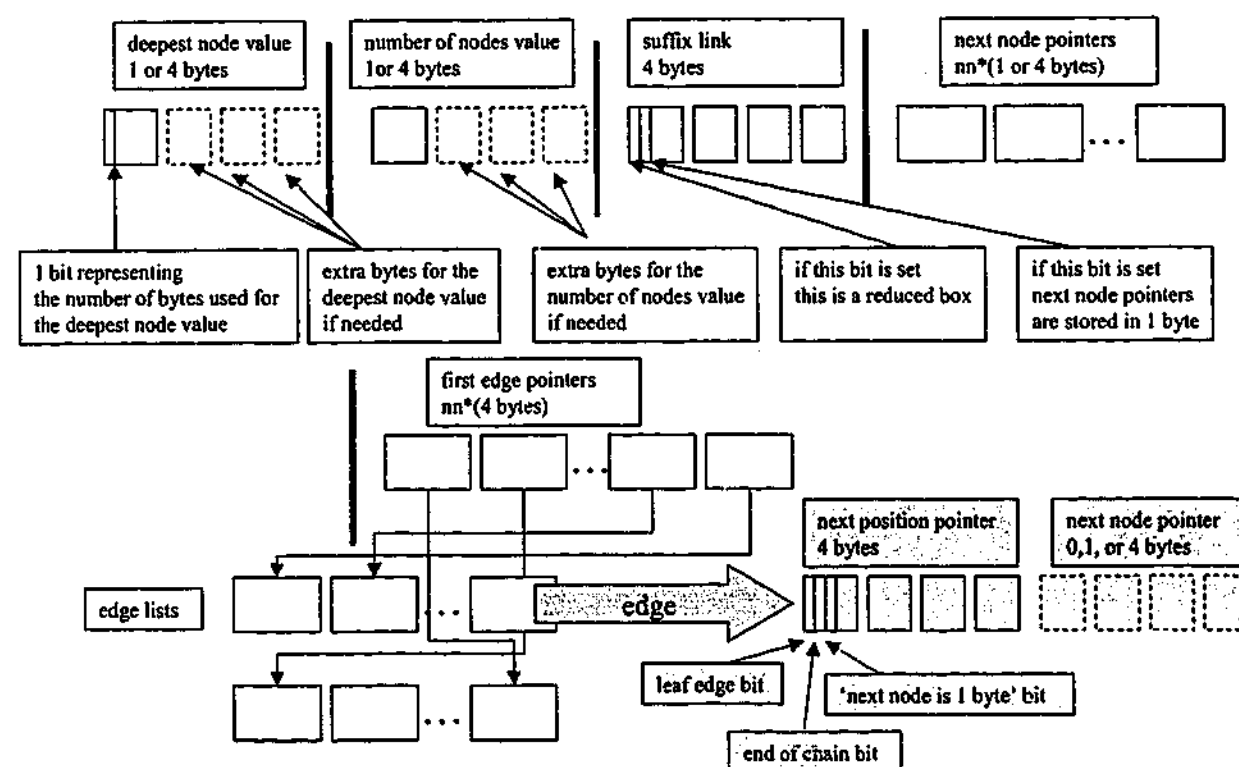 deepest node value
1 or 4 bytes
number of nodes value
1or 4 bytes
suffix link
4 bytes
next node pointers
nn*(1 or 4 bytes)
...
1 bit representing
the number of bytes used for
the deepest node value
extra bytes for the
deepest node value
if needed
extra bytes for the
number of nodes value
if needed
if this bit is set
this is a reduced box
if this bit is set
next node pointers
are stored in 1 byte
first edge pointers
nn*(4 bytes)
...
next position pointer
4 bytes
next node pointer
0,1, or 4 bytes
edge lists
...
edge
leaf edge bit
'next node is 1 byte' bit
...
end of chain bit